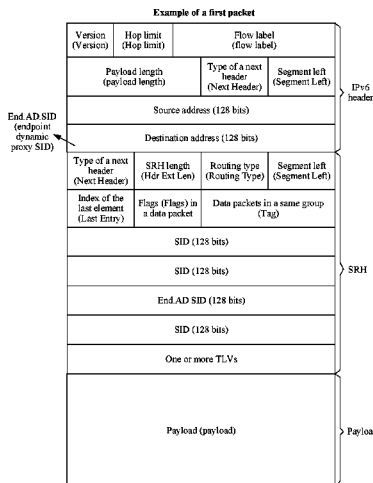 Example of a first packet
Version
(Version)
Hop limit
(Hop limit)
Flow label
(flow label)
Payload length
(payload length)
Type of a next
header
(Next Header)
Segment left
(Segment Left)
IPv6
header
Source address (128 bits)
End.AD.SID
(endpoint
dynamic
proxy SID)
Destination address (128 bits)
Type of a next
header
(Next Header)
SRH length
(Hdr Ext Len)
Routing type
(Routing Type)
Segment left
(Segment Left)
Index of the
last element
(Last Entry)
Flags (Flags) in
a data packet
Data packets in a same group
(Tag)
SID (128 bits)
SID (128 bits)
SRH
End.AD SID (128 bits)
SID (128 bits)
One or more TLVs
Payload (payload)
Payloa